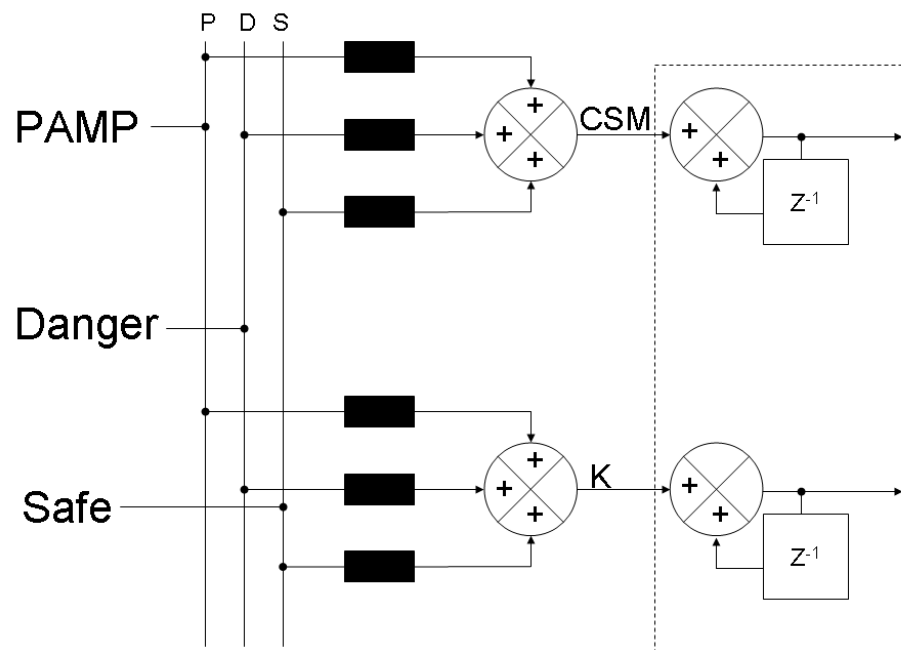 P D S
PAMP
+
+
+
CSM
+
+
Z-1
Danger
Safe
+
+
+
K
+
+
Z-1